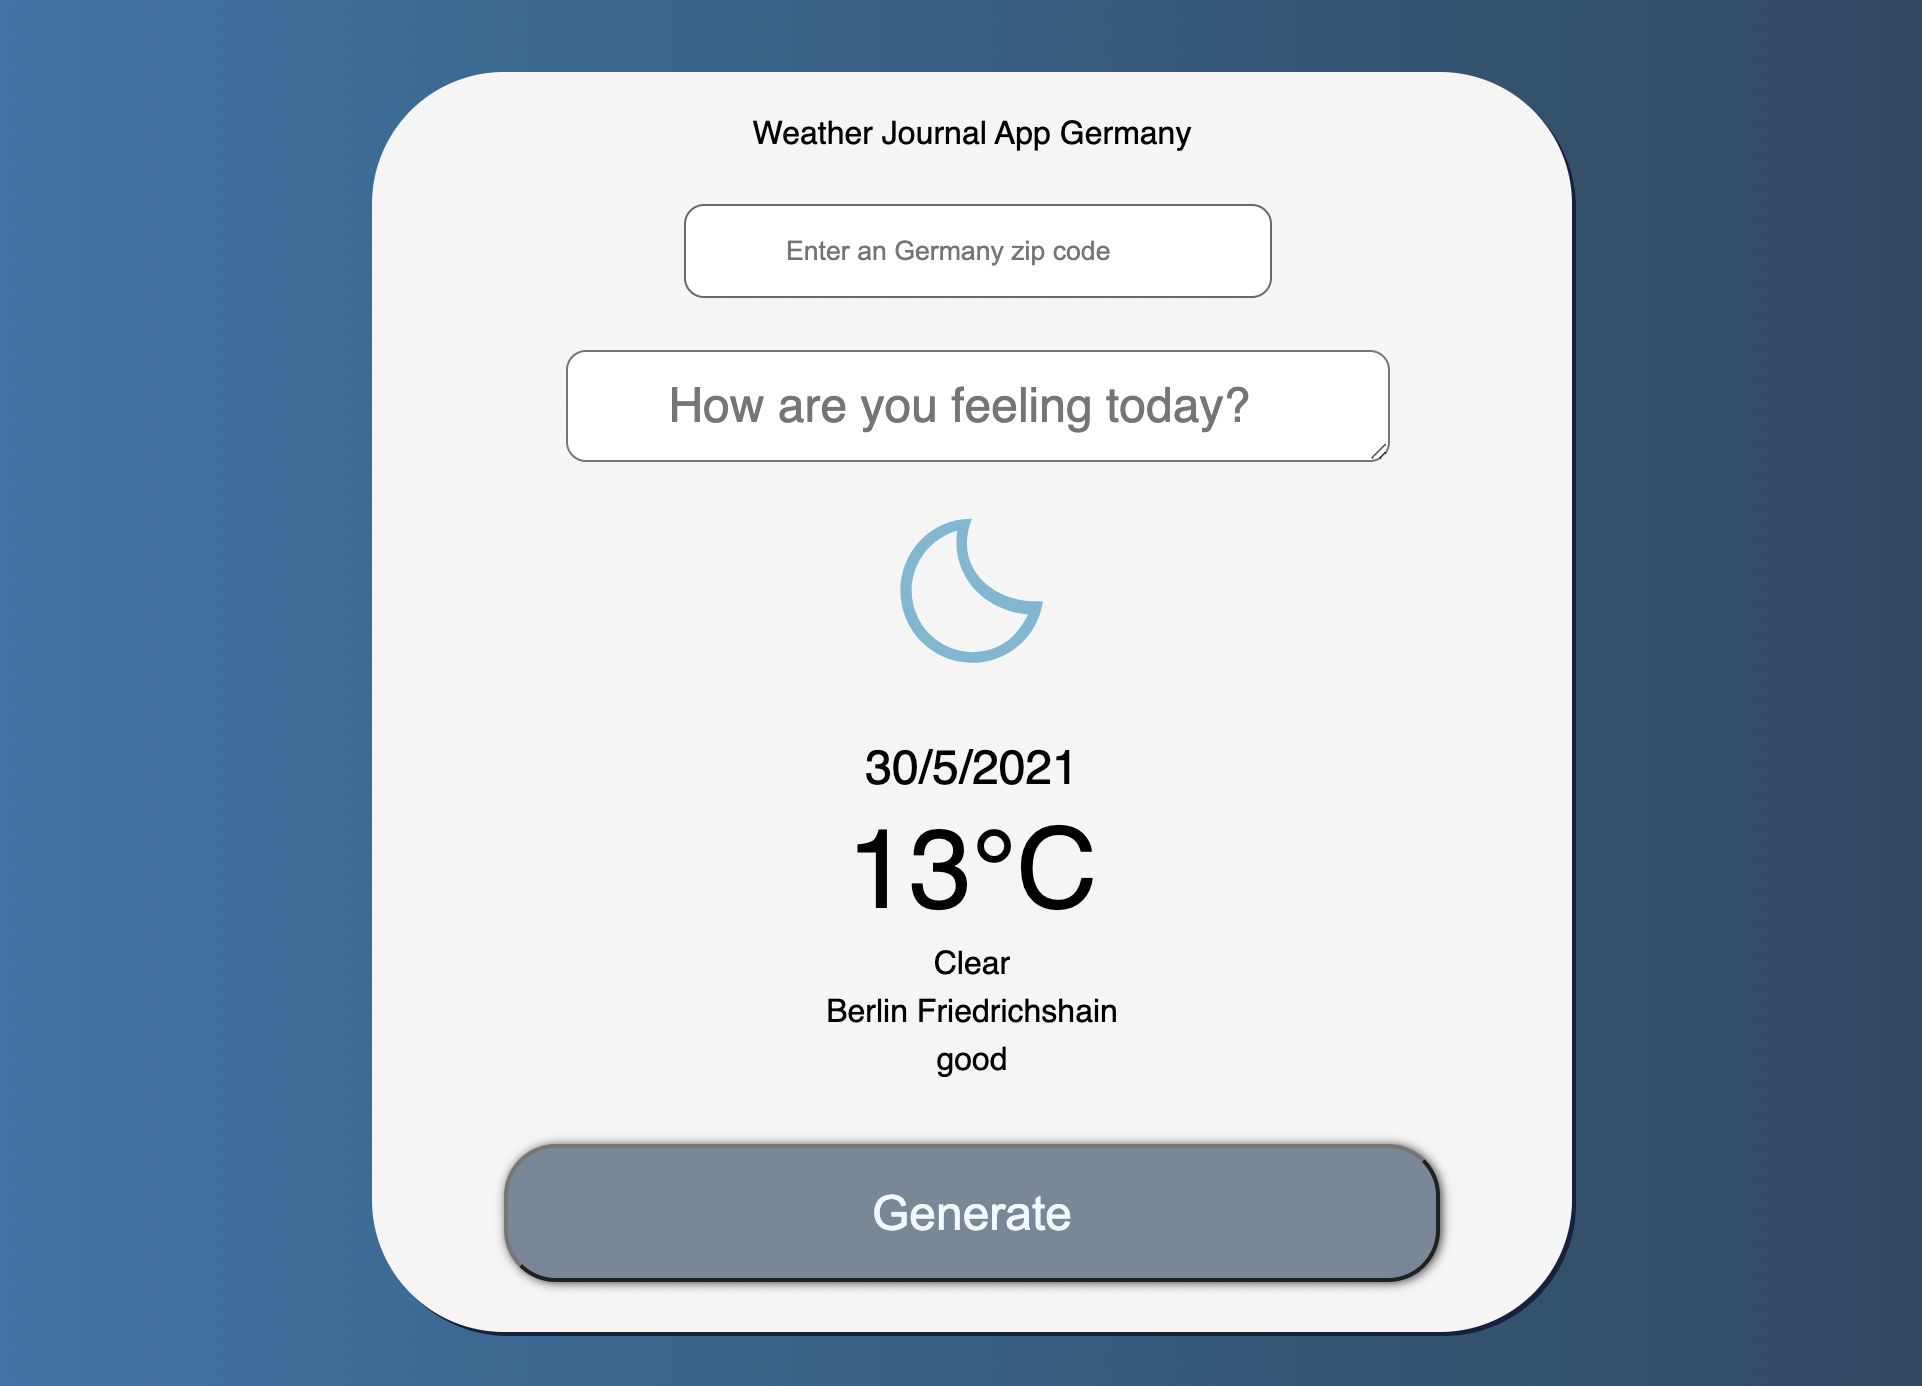 Weather Journal App Germany
Enter an Germany zip code
How are you feeling today?
30/5/2021
13°C
Clear
Berlin Friedrichshain
good
Generate